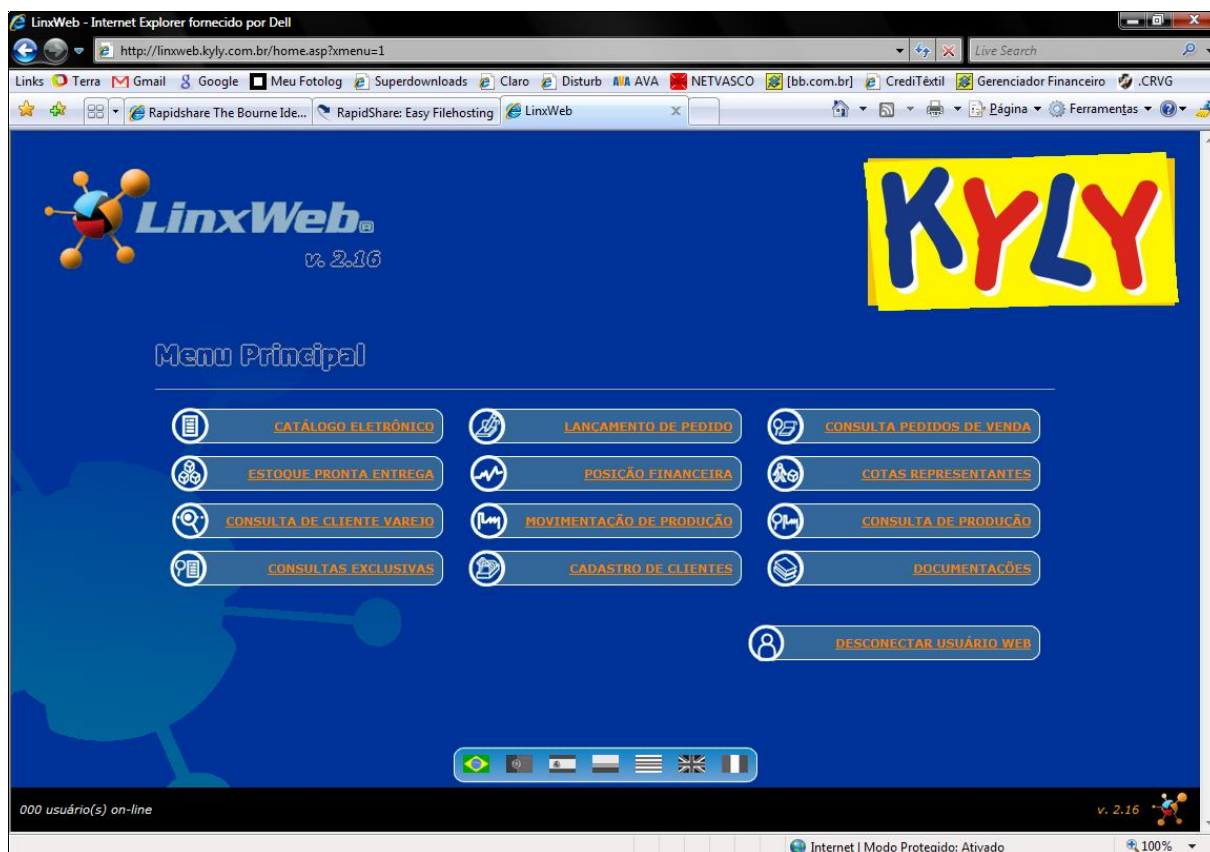 LinxWeb - Internet Explorer fornecido por Dell
http://linxweb.kyly.com.br/home.asp?xmenu=1
Live Search
Links Terra Gmail Google Meu Fotolog Superdownloads Claro Disturb AVA AVA NETVASCO [bb.com.br] CrediTêxtil Gerenciador Financeiro .CRVG
Rapidshare The Bourne Ide... RapidShare: Easy Filehosting LinxWeb Página Ferramentas
LinxWeb®
v. 2.16
KYLY
Menu Principal
CATÁLOGO ELETRÔNICO LANCAMENTO DE PEDIDO CONSULTA PEDIDOS DE VENDA
ESTOQUE PRONTA ENTREGA POSIÇÃO FINANCEIRA COTAS REPRESENTANTES
CONSULTA DE CLIENTE VAREJO MOVIMENTAÇÃO DE PRODUÇÃO CONSULTA DE PRODUÇÃO
CONSULTAS EXCLUSIVAS CADASTRO DE CLIENTES DOCUMENTAÇÕES
DESCONECTAR USUÁRIO WEB
000 usuário(s) on-line
v. 2.16
Internet | Modo Protegido: Ativado 100%